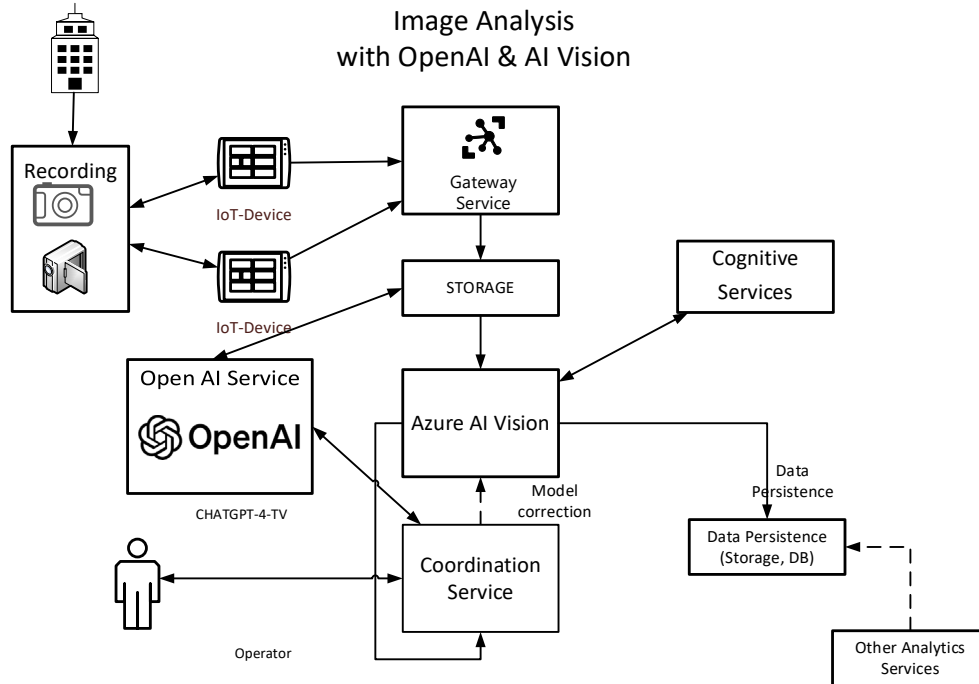 Image Analysis
with OpenAI & AI Vision
Recording
IoT-Device
IoT-Device
Gateway
Service
STORAGE
Cognitive
Services
Open AI Service
OpenAI
CHATGPT-4-TV
Azure AI Vision
Model
correction
Data
Persistence
Data Persistence
(Storage, DB)
Coordination
Service
Operator
Other Analytics
Services